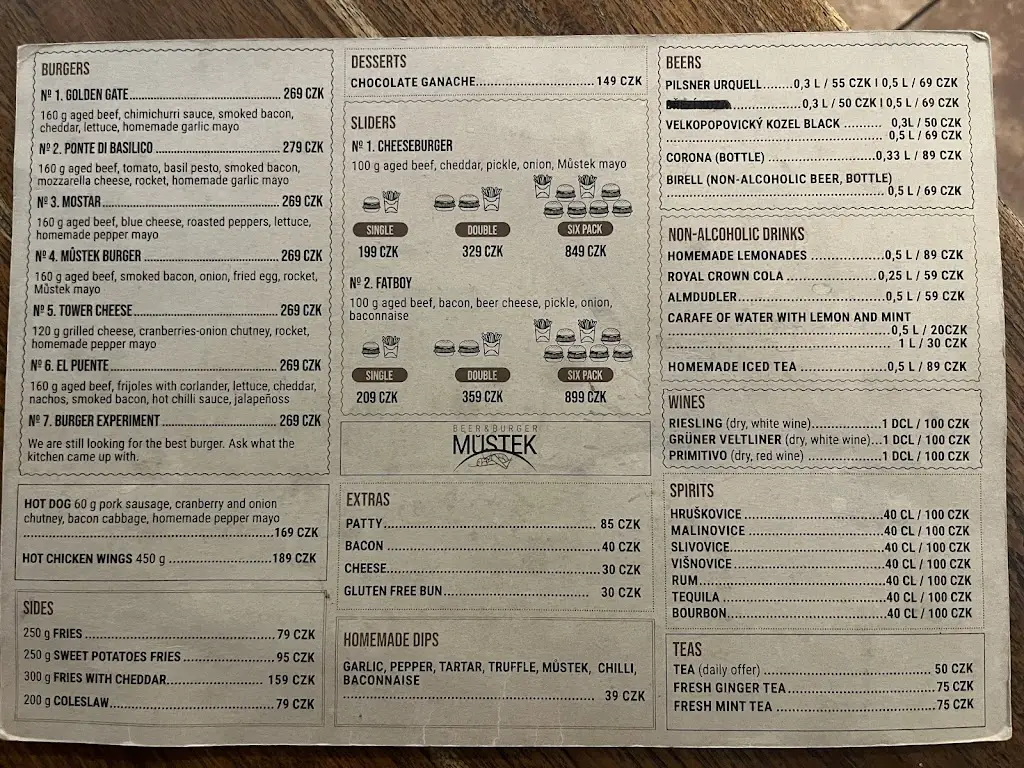 BURGERS
Nº 1. GOLDEN GATE 269 CZK
160 g aged beef, chimichurri sauce, smoked bacon,
cheddar, lettuce, homemade garlic mayo
Nº 2. PONTE DI BASILICO 279 CZK
160 g aged beef, tomato, basil pesto, smoked bacon,
mozzarella cheese, rocket, homemade garlic mayo
Nº 3. MOSTAR 269 CZK
160 g aged beef, blue cheese, roasted peppers, lettuce,
homemade pepper mayo
Nº 4. MŮSTEK BURGER 269 CZK
160 g aged beef, smoked bacon, onion, fried egg, rocket,
Můstek mayo
Nº 5. TOWER CHEESE 269 CZK
120 g grilled cheese, cranberries-onion chutney, rocket,
homemade pepper mayo
Nº 6. EL PUENTE 269 CZK
160 g aged beef, frijoles with corlander, lettuce, cheddar,
nachos, smoked bacon, hot chilli sauce, jalapeñoss
Nº 7. BURGER EXPERIMENT 269 CZK
We are still looking for the best burger. Ask what the
kitchen came up with.
HOT DOG 60 g pork sausage, cranberry and onion
chutney, bacon cabbage, homemade pepper mayo
169 CZK
HOT CHICKEN WINGS 450 g 189 CZK
SIDES
250 g FRIES 79 CZK
250 g SWEET POTATOES FRIES 95 CZK
300 g FRIES WITH CHEDDAR 159 CZK
200 g COLESLAW 79 CZK
DESSERTS
CHOCOLATE GANACHE 149 CZK
SLIDERS
Nº 1. CHEESEBURGER
100 g aged beef, cheddar, pickle, onion, Můstek mayo
SINGLE DOUBLE SIX PACK
199 CZK 329 CZK 849 CZK
Nº 2. FATBOY
100 g aged beef, bacon, beer cheese, pickle, onion,
baconnaise
SINGLE DOUBLE SIX PACK
209 CZK 359 CZK 899 CZK
BEER & BURGER
MŮSTEK
EXTRAS
PATTY 85 CZK
BACON 40 CZK
CHEESE 30 CZK
GLUTEN FREE BUN 30 CZK
HOMEMADE DIPS
GARLIC, PEPPER, TARTAR, TRUFFLE, MŮSTEK, CHILLI,
BACONNAISE
39 CZK
BEERS
PILSNER URQUELL 0,3 L / 55 CZK I 0,5 L / 69 CZK
0,3 L / 50 CZK I 0,5 L / 69 CZK
VELKOPOPOVICKÝ KOZEL BLACK 0,3L / 50 CZK
0,5 L / 69 CZK
CORONA (BOTTLE) 0,33 L / 89 CZK
BIRELL (NON-ALCOHOLIC BEER, BOTTLE)
0,5 L / 69 CZK
NON-ALCOHOLIC DRINKS
HOMEMADE LEMONADES 0,5 L / 89 CZK
ROYAL CROWN COLA 0,25 L / 59 CZK
ALMDUDLER 0,5 L / 59 CZK
CARAFE OF WATER WITH LEMON AND MINT
0,5 L / 20CZK
1 L / 30 CZK
HOMEMADE ICED TEA 0,5 L / 89 CZK
WINES
RIESLING (dry, white wine) 1 DCL / 100 CZK
GRÜNER VELTLINER (dry, white wine) 1 DCL / 100 CZK
PRIMITIVO (dry, red wine) 1 DCL / 100 CZK
SPIRITS
HRUŠKOVICE 40 CL / 100 CZK
MALINOVICE 40 CL / 100 CZK
SLIVOVICE 40 CL / 100 CZK
VIŠNOVICE 40 CL / 100 CZK
RUM 40 CL / 100 CZK
TEQUILA 40 CL / 100 CZK
BOURBON 40 CL / 100 CZK
TEAS
TEA (daily offer) 50 CZK
FRESH GINGER TEA 75 CZK
FRESH MINT TEA 75 CZK